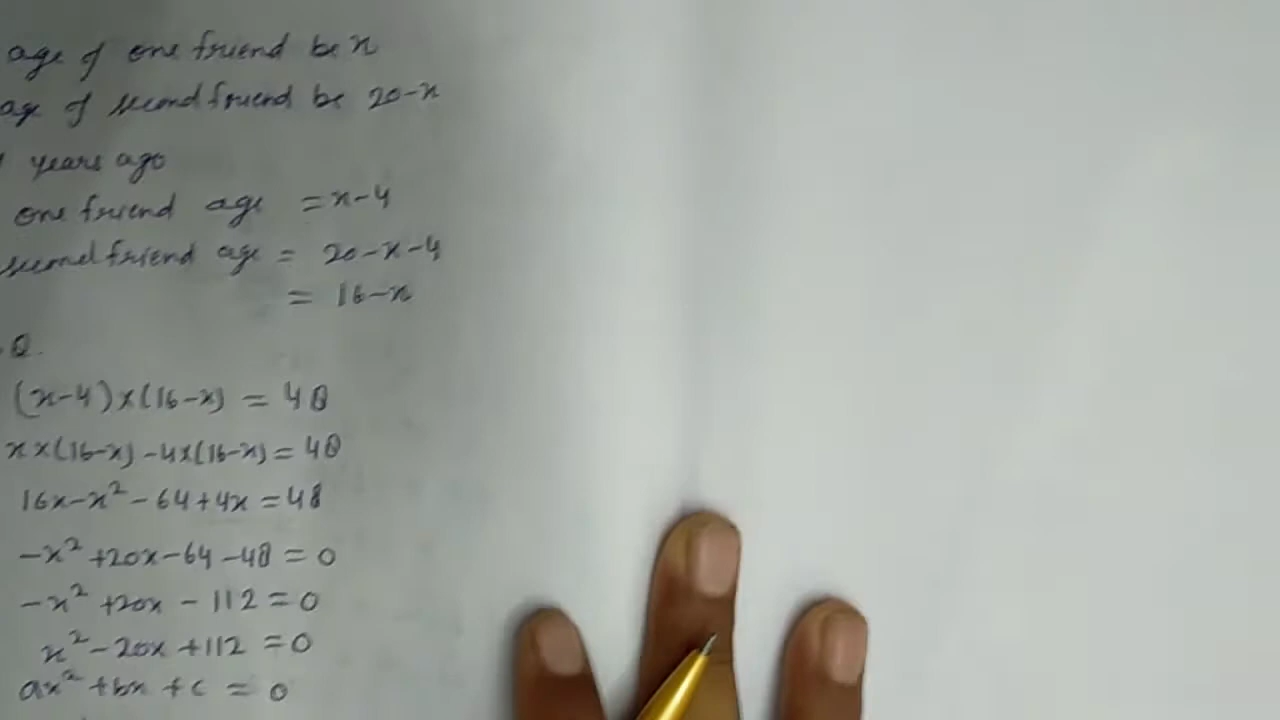 age of one friend be x
age of second friend be 20-x
years ago
one friend age = x-4
second friend age = 20-x-4
= 16-x
Q.
(x-4)×(16-x) = 48
x×(16-x) -4×(16-x) = 48
16x-x² - 64+4x = 48
-x² +20x-64 -48 = 0
-x² +20x - 112 = 0
x² - 20x +112 = 0
ax² + bx + c = 0